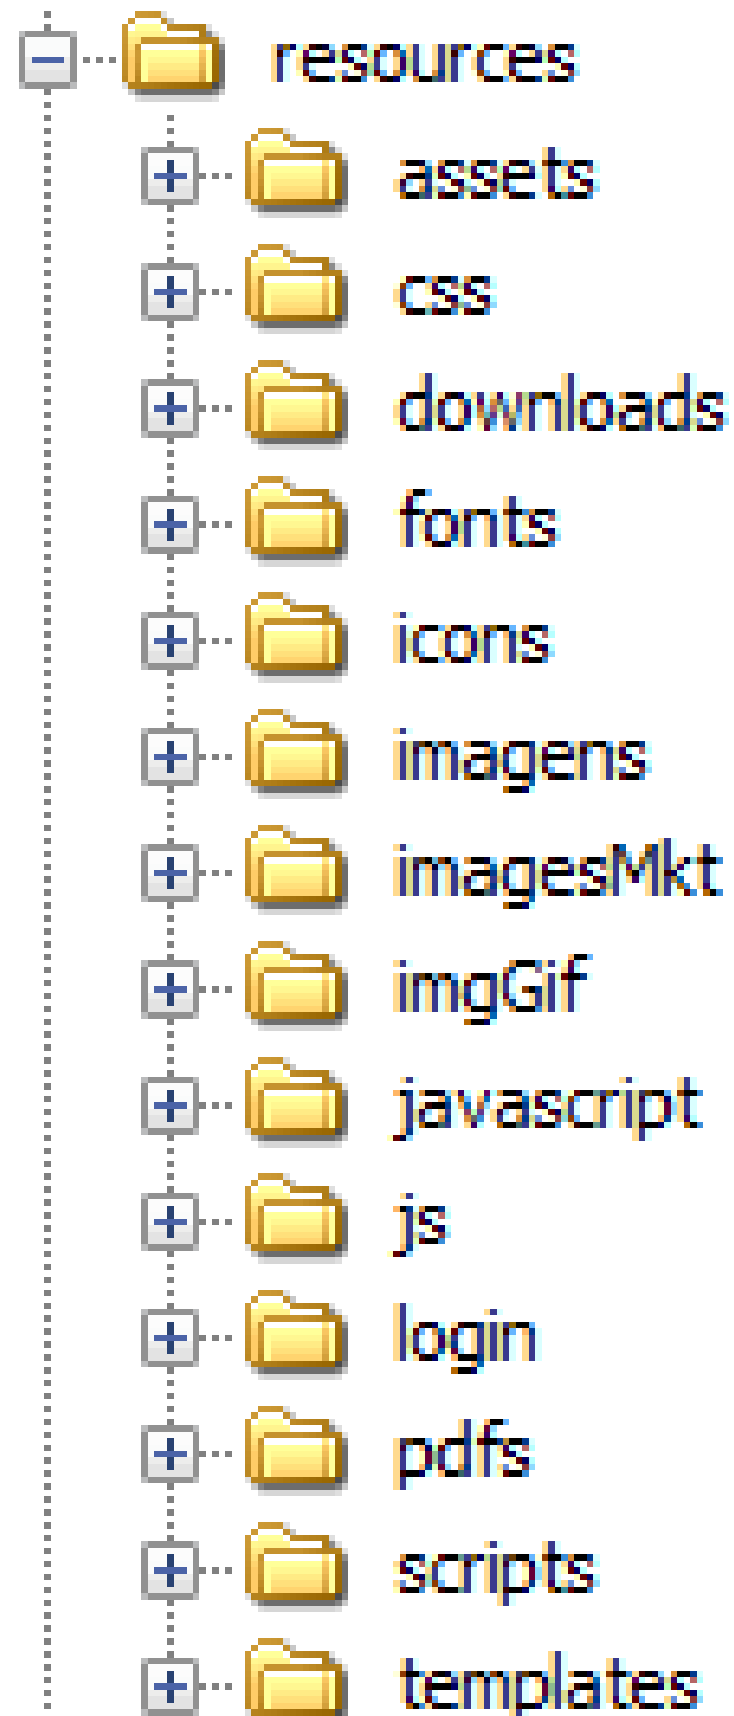 resources
assets
css
downloads
fonts
icons
imagens
imagesMkt
imgGif
javascript
js
login
pdfs
scripts
templates